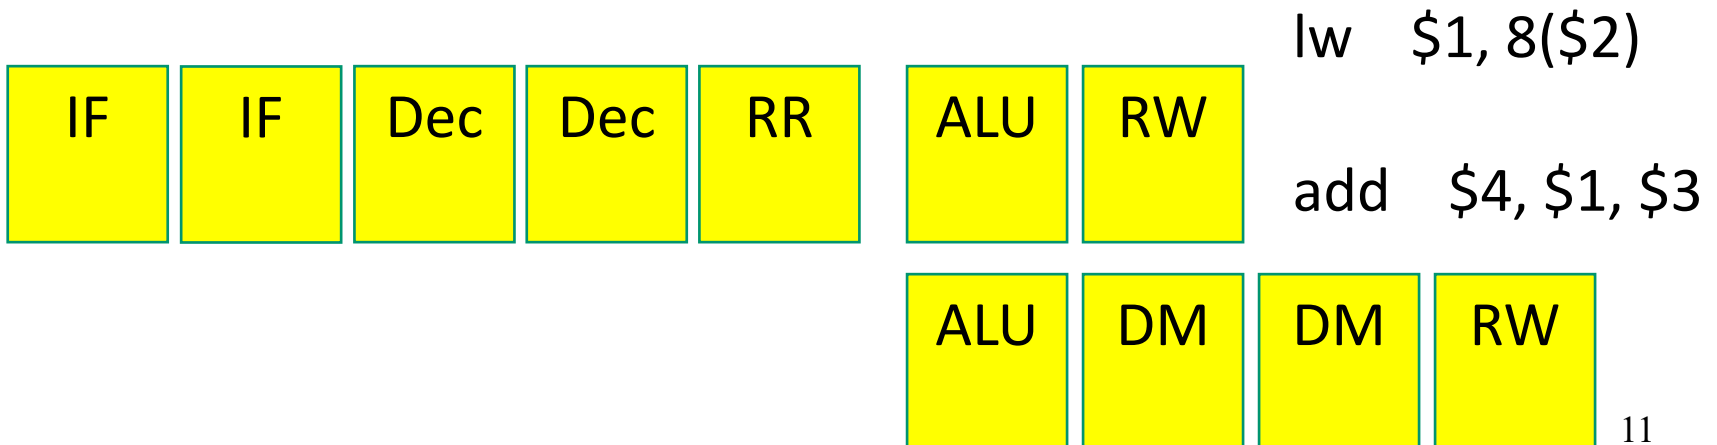 lw $1, 8($2)
IF IF Dec Dec RR ALU RW
add $4, $1, $3
ALU DM DM RW
11